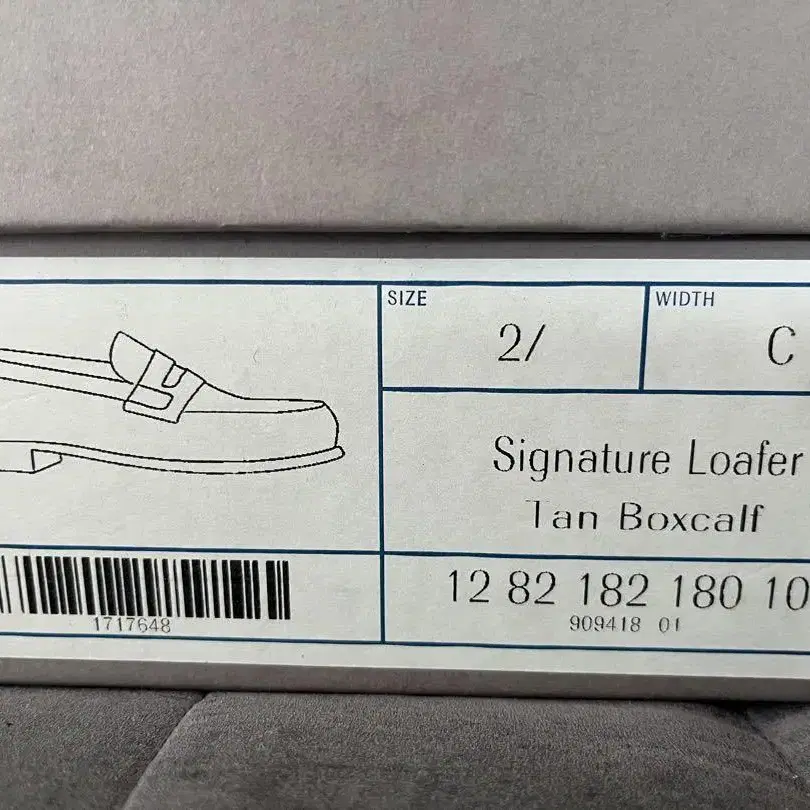 SIZE
2/
WIDTH
C
Signature Loafer
Tan Boxcalf
1717648
12 82 182 180 10
909418 01